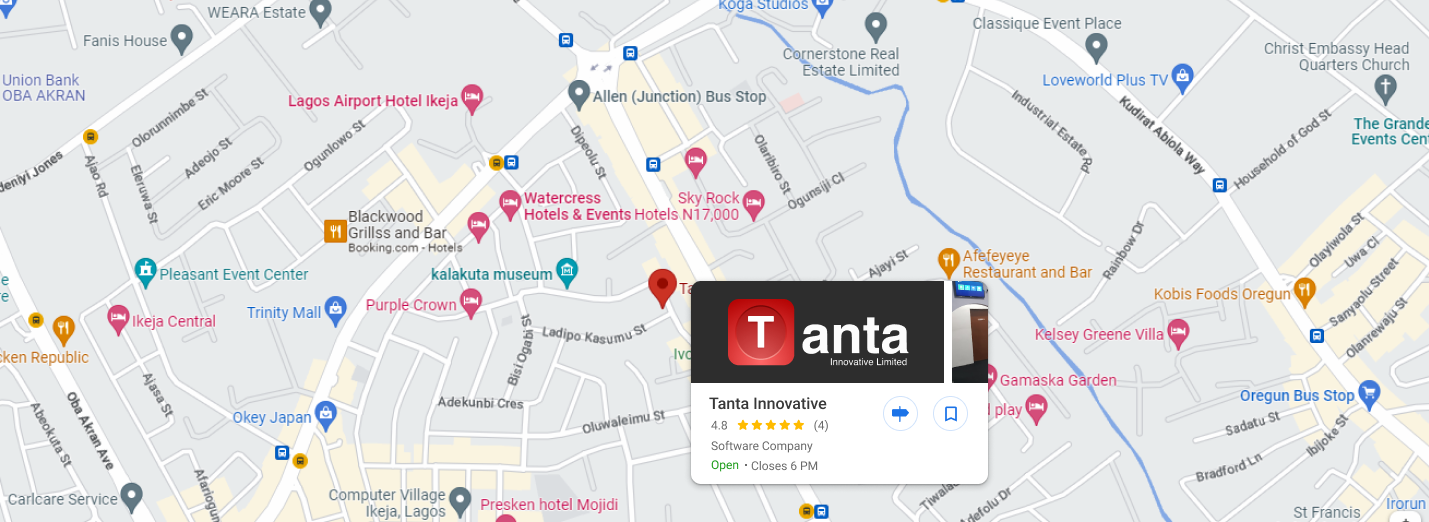 WEARA Estate
Koga Studios
Classique Event Place
Fanis House
Cornerstone Real
Estate Limited
Christ Embassy Head
Quarters Church
Union Bank
OBA AKRAN
Loveworld Plus TV
Lagos Airport Hotel Ikeja
Allen (Junction) Bus Stop
Olorunnimbe St
Adeojo St
Ogunlowo St
Eric Moore St
Eleruwa St
Ajao Rd
deniyi Jones
Dipeolu St
Olaribiro St
Ogunsiji Cl
Industrial Estate Rd
Kudirat Abiola Way
Household of God St
The Grande
Events Cen
Watercress
Hotels & Events
Sky Rock
Hotels N17,000
Blackwood
Grillss and Bar
Booking.com - Hotels
Pleasant Event Center
kalakuta museum
Ajayi St
Afefeyeye
Restaurant and Bar
Rainbow Dr
Olayiwola St
Uwa Cl
Sanyaolu Street
Olanrewaju St
Kobis Foods Oregun
Purple Crown
Trinity Mall
Ikeja Central
cken Republic
Ladipo Kasumu St
Bisi Ogabi St
Ta
Ivo
Tanta
Innovative Limited
Kelsey Greene Villa
Gamaska Garden
d play
Oregun Bus Stop
Tanta Innovative
4.8 (4)
Software Company
Open · Closes 6 PM
Ajasa St
Oba Akran Ave
Abeokuta St
Okey Japan
Adekunbi Cres
Oluwaleimu St
Sadatu St
Ibijoke St
Bradford Ln
Carlcare Service
Afariogun
Computer Village
Ikeja, Lagos
Presken hotel Mojidi
Tiwala
Adefolu Dr
St Francis
Irorun